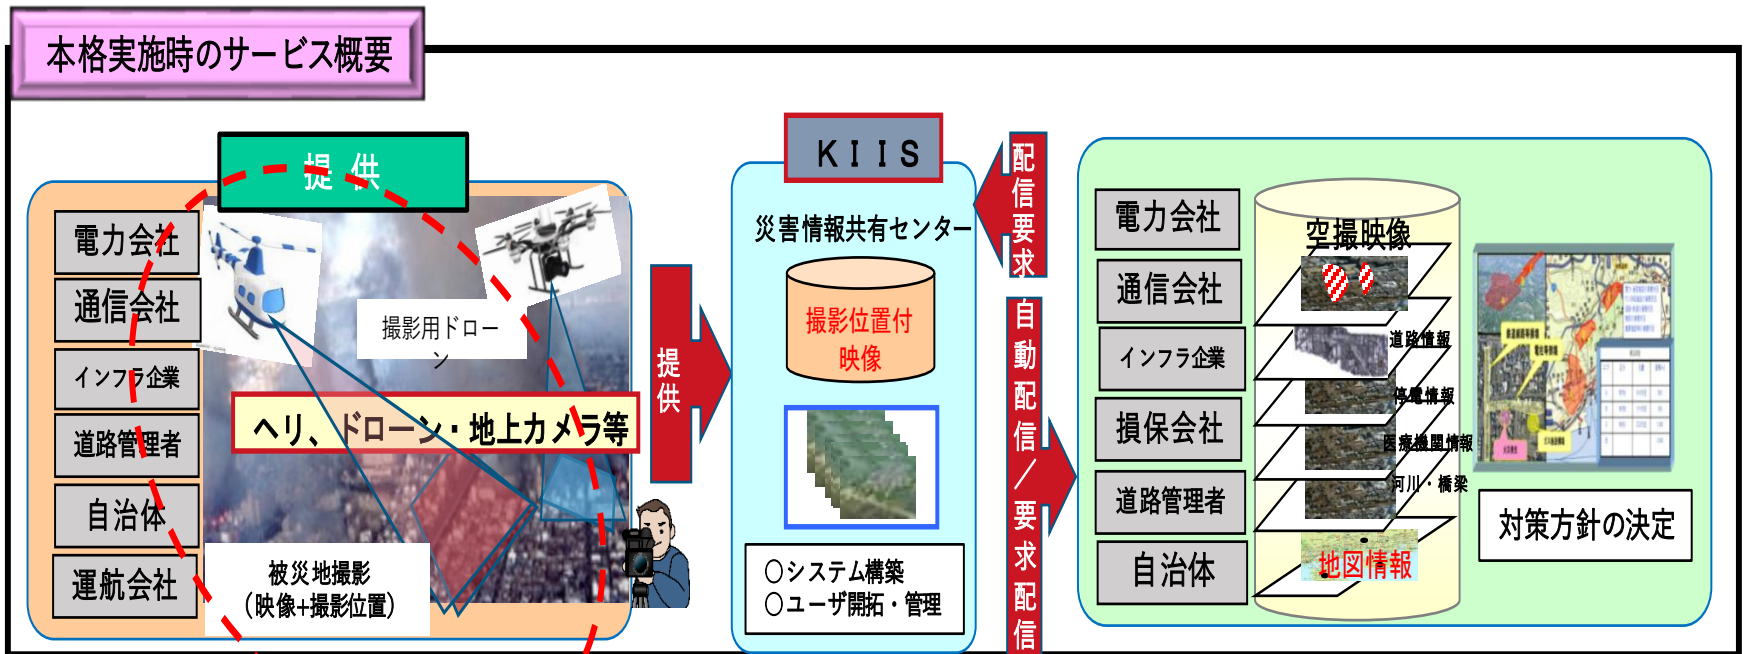 本格実施時のサービス概要
提 供
電力会社
通信会社
インフラ企業
道路管理者
自治体
運航会社
撮影用ドローン
ヘリ、ドローン・地上カメラ等
被災地撮影
（映像+撮影位置）
提供
ＫＩＩＳ
災害情報共有センター
撮影位置付
映像
○システム構築
○ユーザ開拓・管理
配信要求
自動配信／要求配信
電力会社
通信会社
インフラ企業
損保会社
道路管理者
自治体
空撮映像
道路情報
停電情報
医療機関情報
河川・橋梁
地図情報
対策方針の決定